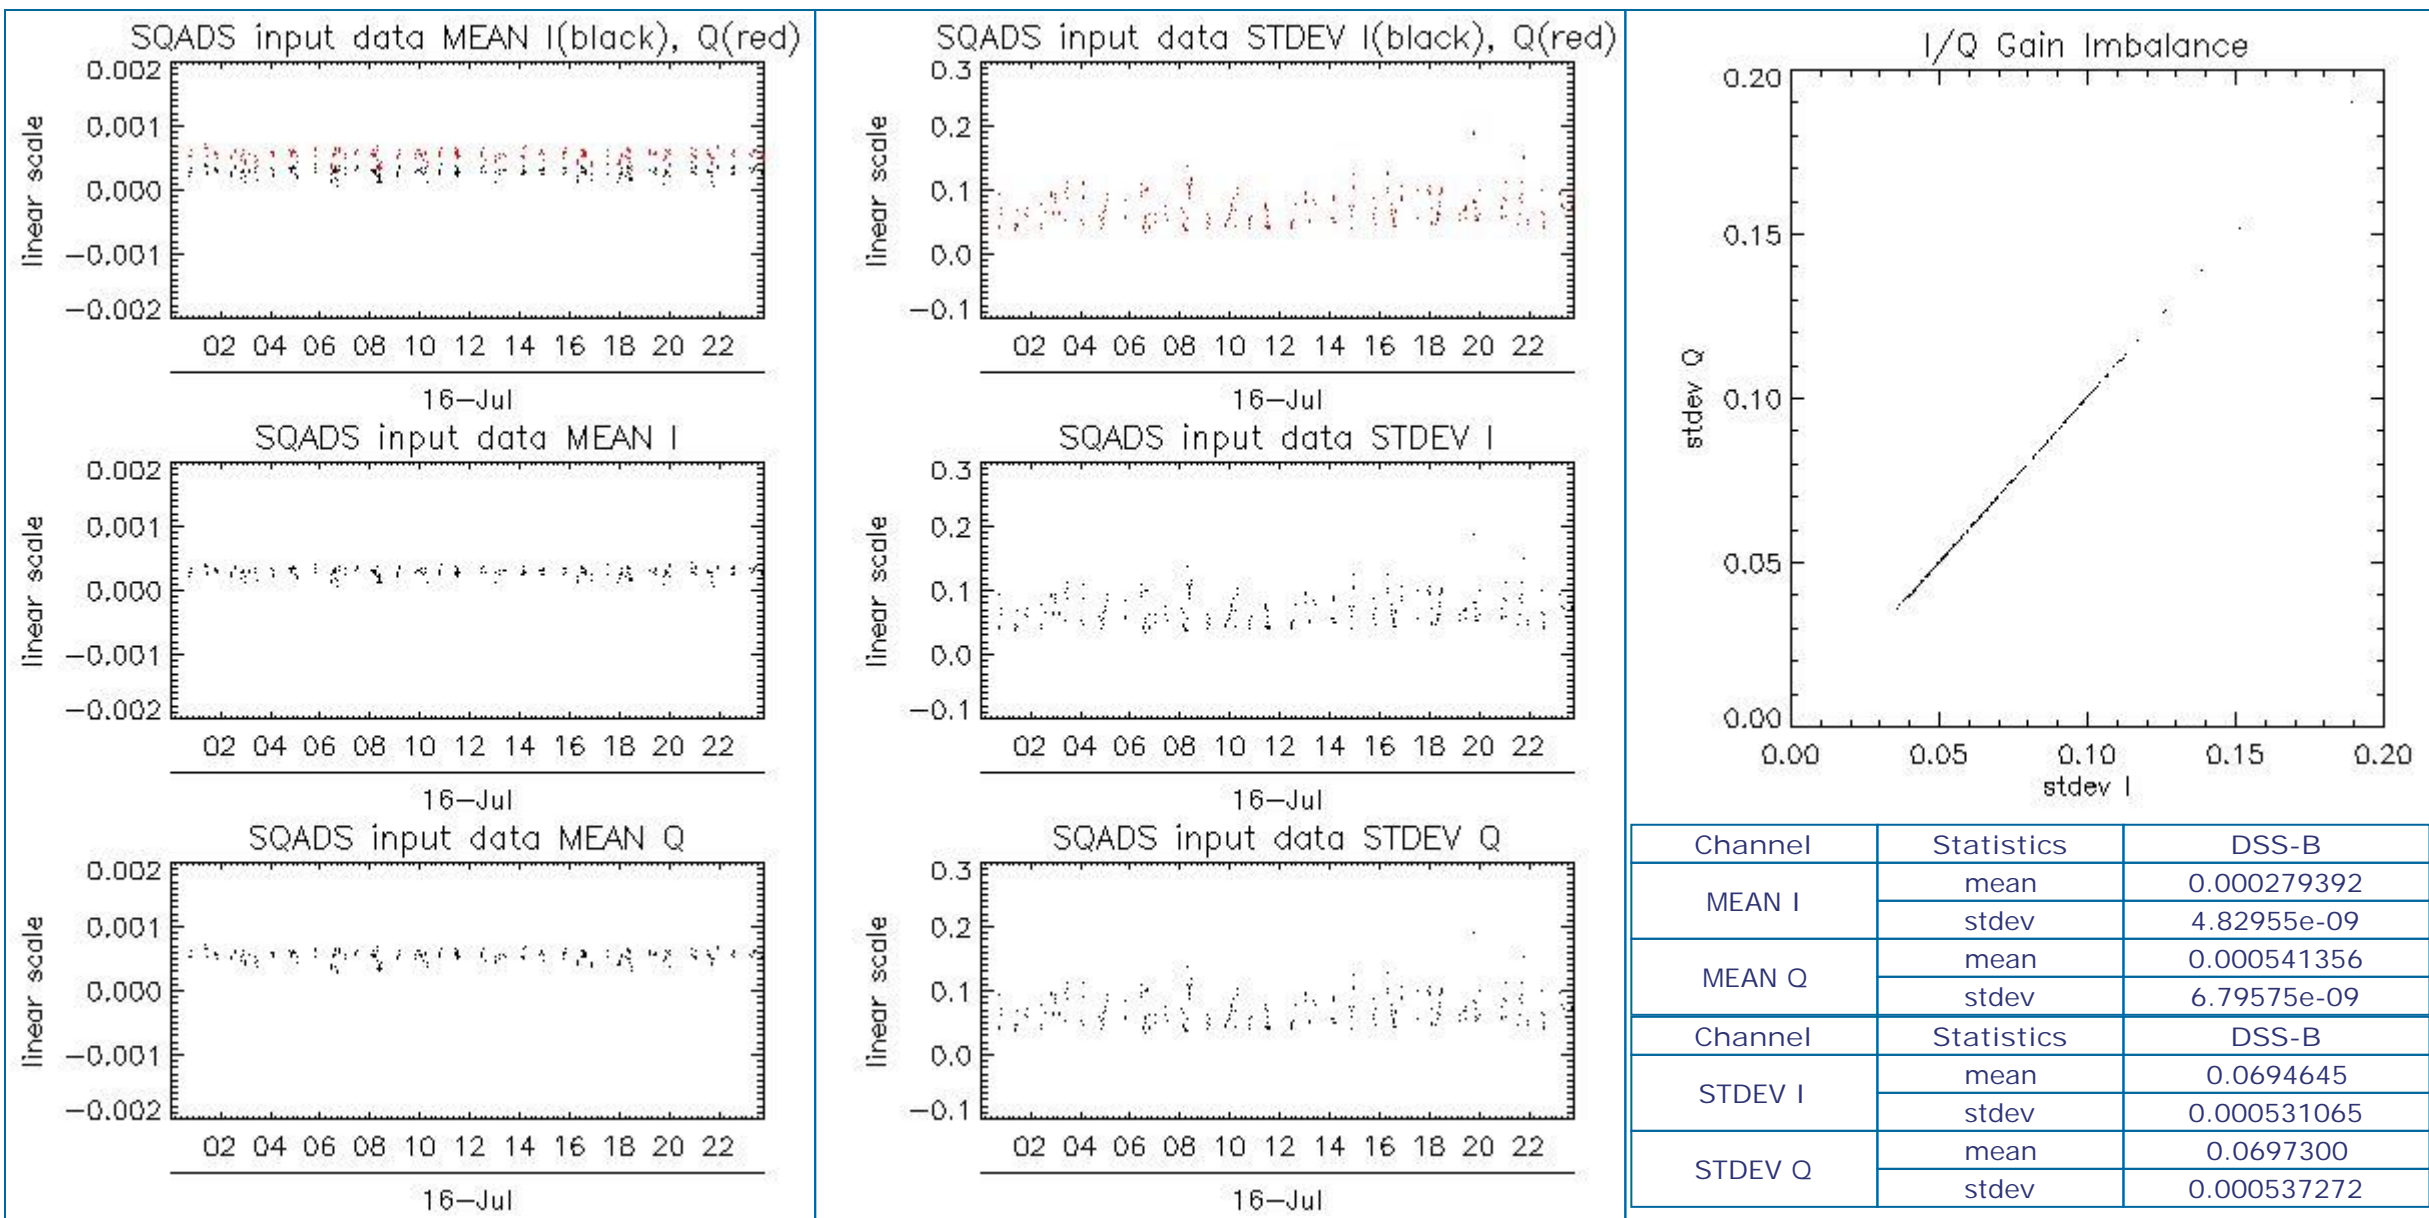 SQADS input data MEAN I(black), Q(red)
0.002
0.001
0.000
−0.001
−0.002
linear scale
02 04 06 08 10 12 14 16 18 20 22
16−Jul
SQADS input data MEAN I
0.002
0.001
0.000
−0.001
−0.002
linear scale
02 04 06 08 10 12 14 16 18 20 22
16−Jul
SQADS input data MEAN Q
0.002
0.001
0.000
−0.001
−0.002
linear scale
02 04 06 08 10 12 14 16 18 20 22
16−Jul
SQADS input data STDEV I(black), Q(red)
0.3
0.2
0.1
0.0
−0.1
linear scale
02 04 06 08 10 12 14 16 18 20 22
16−Jul
SQADS input data STDEV I
0.3
0.2
0.1
0.0
−0.1
linear scale
02 04 06 08 10 12 14 16 18 20 22
16−Jul
SQADS input data STDEV Q
0.3
0.2
0.1
0.0
−0.1
linear scale
02 04 06 08 10 12 14 16 18 20 22
16−Jul
I/Q Gain Imbalance
0.20
0.15
0.10
0.05
0.00
stdev Q
0.00 0.05 0.10 0.15 0.20
stdev I
Channel Statistics DSS-B
MEAN I mean 0.000279392
stdev 4.82955e-09
MEAN Q mean 0.000541356
stdev 6.79575e-09
Channel Statistics DSS-B
STDEV I mean 0.0694645
stdev 0.000531065
STDEV Q mean 0.0697300
stdev 0.000537272